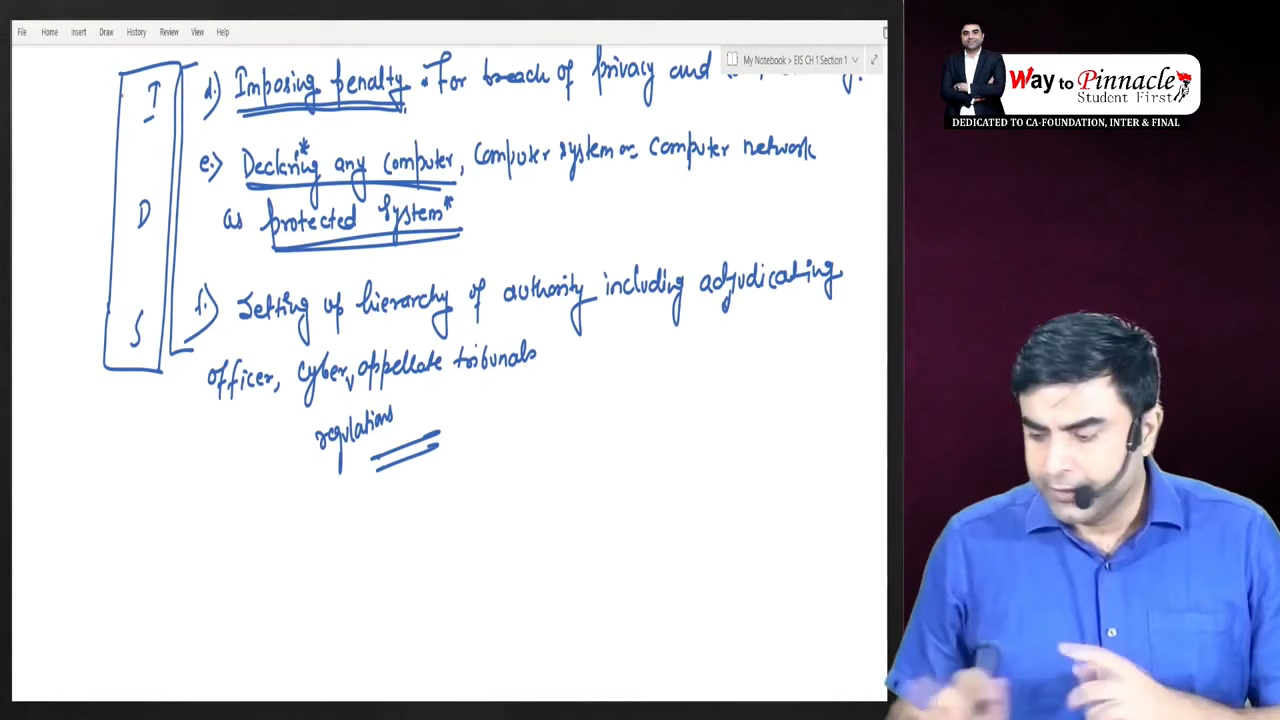 File Home Insert Draw History Review View Help
My Notebook > EIS CH 1 Section 1
I
d.) Imposing penalty. For breach of privacy and
e.) Declaring* any computer, computer system or computer network
D
as protected system*
f.) Setting up hierarchy of authority including adjudicating
S
officer, cyber, appellate tribunals
regulations
Way to Pinnacle
Student First
DEDICATED TO CA-FOUNDATION, INTER & FINAL